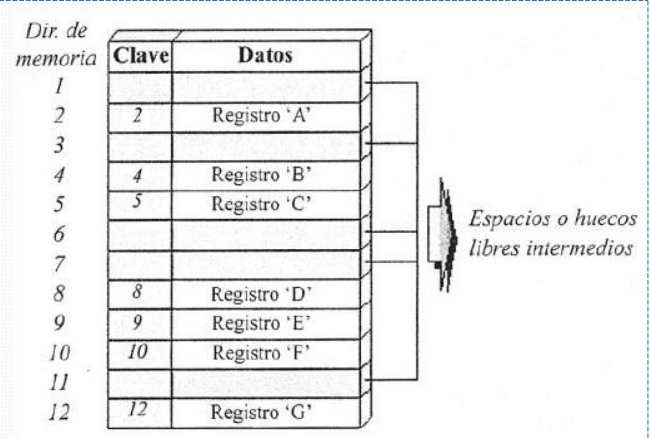 Dir. de
memoria Clave Datos
1
2 2 Registro ‘A’
3
4 4 Registro ‘B’
5 5 Registro ‘C’
6
7
8 8 Registro ‘D’
9 9 Registro ‘E’
10 10 Registro ‘F’
11
12 12 Registro ‘G’
Espacios o huecos
libres intermedios